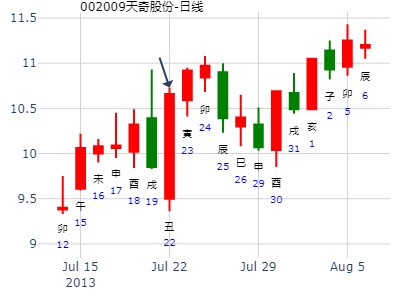 002009天奇股份-日线
11.5
11
10.5
10
9.5
9
卯
12
午
15
未
16
申
17
酉
18
戌
19
丑
22
寅
23
卯
24
辰
25
巳
26
申
29
酉
30
戌
31
亥
1
子
2
卯
5
辰
6
Jul 15
2013
Jul 22
Jul 29
Aug 5